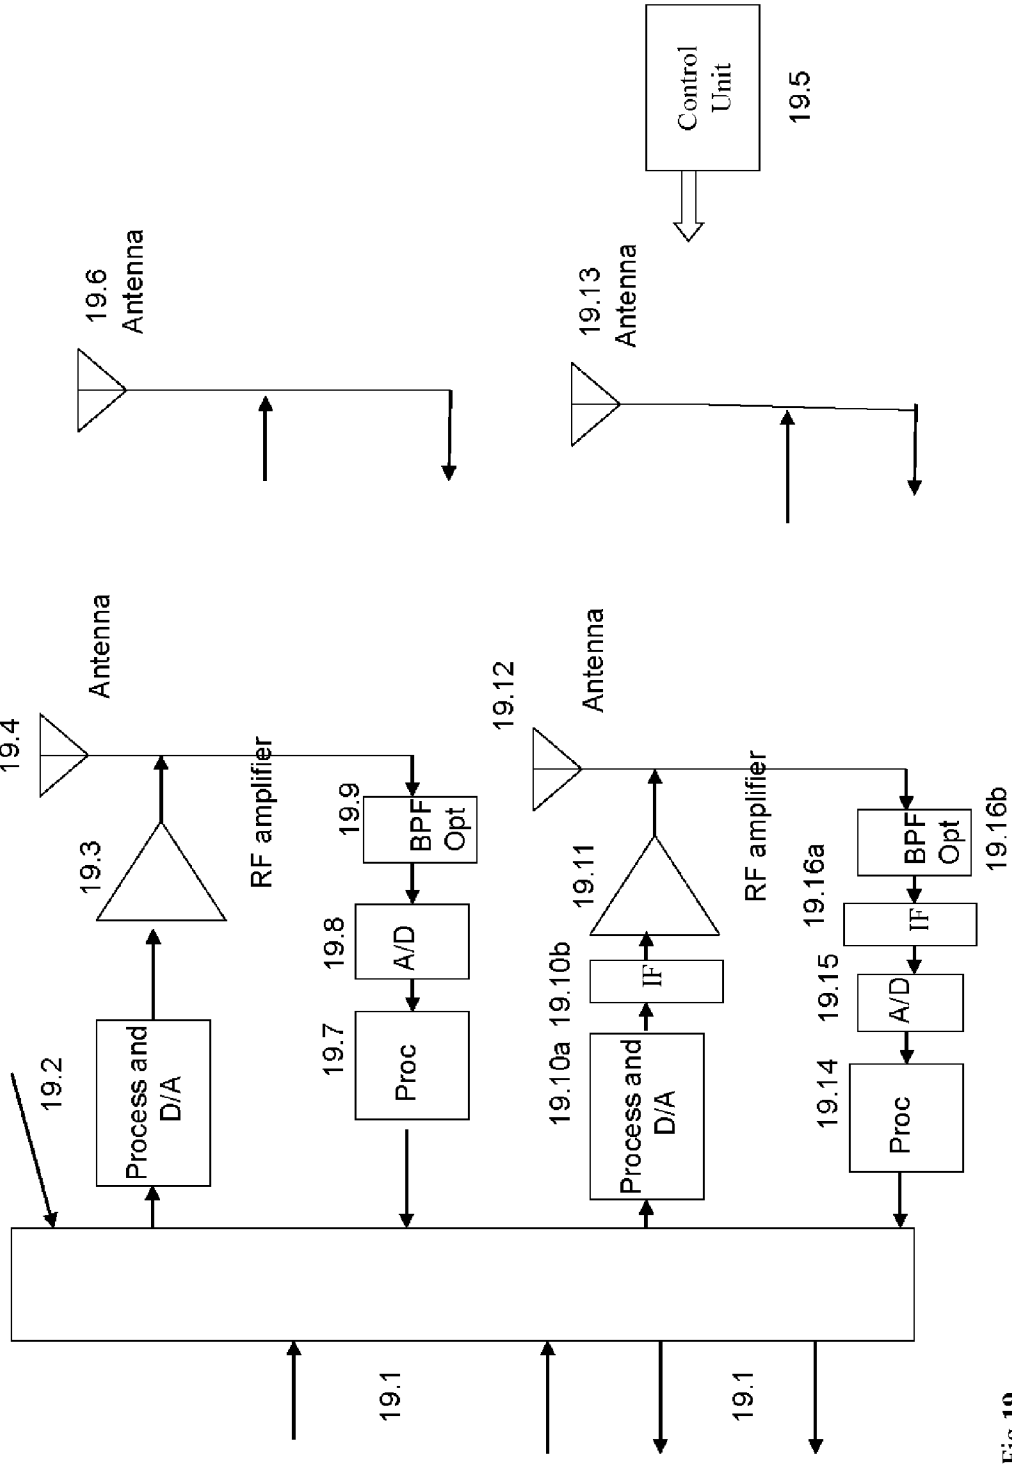 19.4
Antenna
19.6
Antenna
19.2
Process and
D/A
19.3
RF amplifier
19.7
Proc
19.8
A/D
19.9
BPF
Opt
19.12
Antenna
19.13
Antenna
Control
Unit
19.5
19.10a
Process and
D/A
19.10b
IF
19.11
RF amplifier
19.14
Proc
19.15
A/D
19.16a
IF
BPF
Opt
19.16b
19.1
19.1
Fig 19